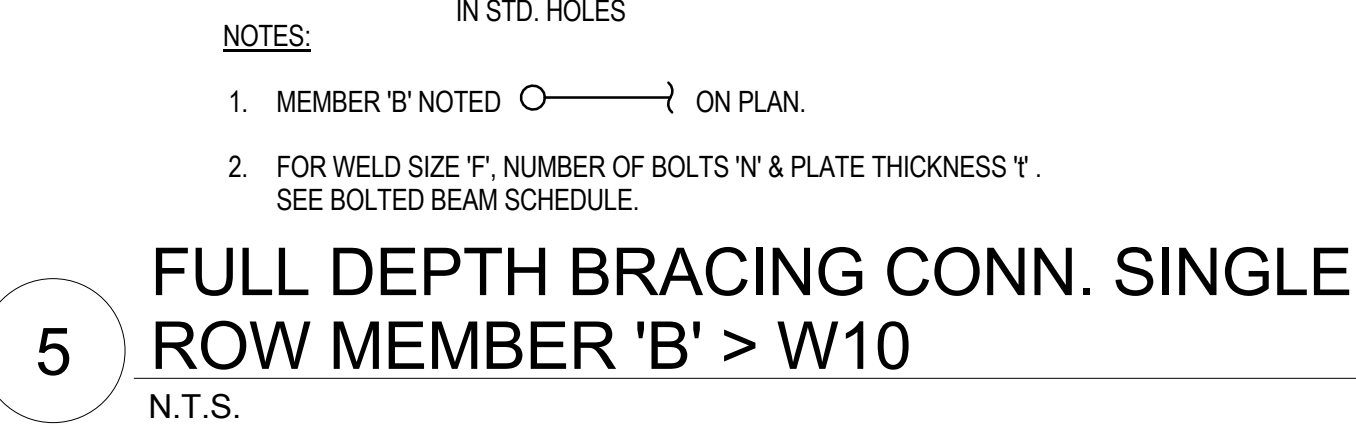 IN STD. HOLES
NOTES:
1. MEMBER 'B' NOTED ON PLAN.
2. FOR WELD SIZE 'F', NUMBER OF BOLTS 'N' & PLATE THICKNESS 't' .
SEE BOLTED BEAM SCHEDULE.
FULL DEPTH BRACING CONN. SINGLE
5 ROW MEMBER 'B' > W10
N.T.S.